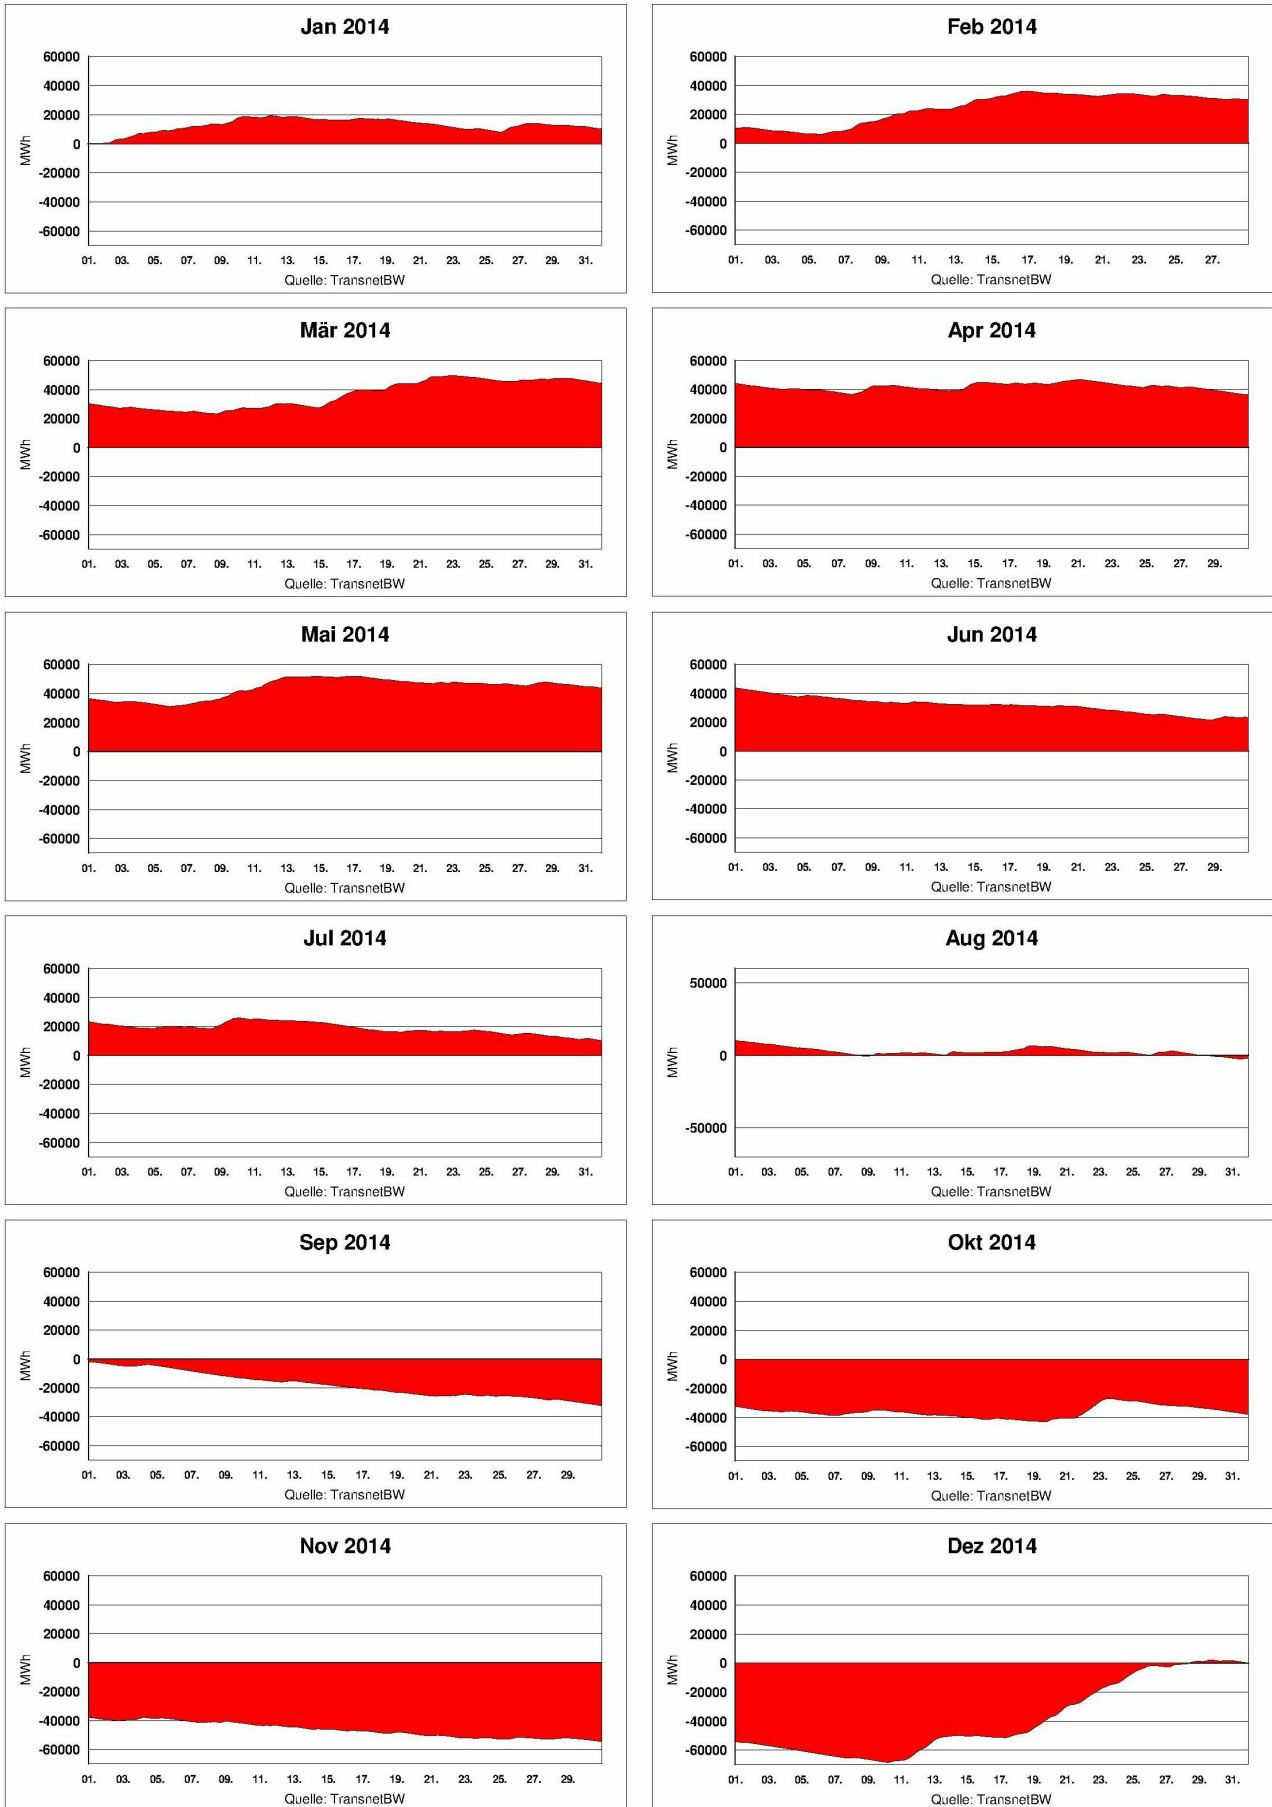 Jan 2014
60000
40000
20000
0
-20000
-40000
-60000
MWh
01. 03. 05. 07. 09. 11. 13. 15. 17. 19. 21. 23. 25. 27. 29. 31.
Quelle: TransnetBW
Feb 2014
60000
40000
20000
0
-20000
-40000
-60000
MWh
01. 03. 05. 07. 09. 11. 13. 15. 17. 19. 21. 23. 25. 27.
Quelle: TransnetBW
Mär 2014
60000
40000
20000
0
-20000
-40000
-60000
MWh
01. 03. 05. 07. 09. 11. 13. 15. 17. 19. 21. 23. 25. 27. 29. 31.
Quelle: TransnetBW
Apr 2014
60000
40000
20000
0
-20000
-40000
-60000
MWh
01. 03. 05. 07. 09. 11. 13. 15. 17. 19. 21. 23. 25. 27. 29.
Quelle: TransnetBW
Mai 2014
60000
40000
20000
0
-20000
-40000
-60000
MWh
01. 03. 05. 07. 09. 11. 13. 15. 17. 19. 21. 23. 25. 27. 29. 31.
Quelle: TransnetBW
Jun 2014
60000
40000
20000
0
-20000
-40000
-60000
MWh
01. 03. 05. 07. 09. 11. 13. 15. 17. 19. 21. 23. 25. 27. 29.
Quelle: TransnetBW
Jul 2014
60000
40000
20000
0
-20000
-40000
-60000
MWh
01. 03. 05. 07. 09. 11. 13. 15. 17. 19. 21. 23. 25. 27. 29. 31.
Quelle: TransnetBW
Aug 2014
50000
0
-50000
MWh
01. 03. 05. 07. 09. 11. 13. 15. 17. 19. 21. 23. 25. 27. 29. 31.
Quelle: TransnetBW
Sep 2014
60000
40000
20000
0
-20000
-40000
-60000
MWh
01. 03. 05. 07. 09. 11. 13. 15. 17. 19. 21. 23. 25. 27. 29.
Quelle: TransnetBW
Okt 2014
60000
40000
20000
0
-20000
-40000
-60000
MWh
01. 03. 05. 07. 09. 11. 13. 15. 17. 19. 21. 23. 25. 27. 29. 31.
Quelle: TransnetBW
Nov 2014
60000
40000
20000
0
-20000
-40000
-60000
MWh
01. 03. 05. 07. 09. 11. 13. 15. 17. 19. 21. 23. 25. 27. 29.
Quelle: TransnetBW
Dez 2014
60000
40000
20000
0
-20000
-40000
-60000
MWh
01. 03. 05. 07. 09. 11. 13. 15. 17. 19. 21. 23. 25. 27. 29. 31.
Quelle: TransnetBW